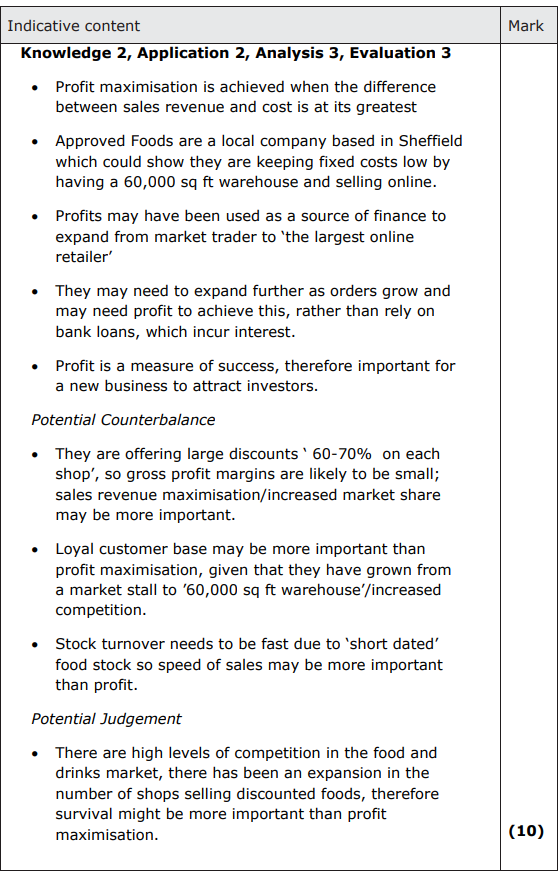 Indicative content Mark
Knowledge 2, Application 2, Analysis 3, Evaluation 3
• Profit maximisation is achieved when the difference
between sales revenue and cost is at its greatest
• Approved Foods are a local company based in Sheffield
which could show they are keeping fixed costs low by
having a 60,000 sq ft warehouse and selling online.
• Profits may have been used as a source of finance to
expand from market trader to ‘the largest online
retailer’
• They may need to expand further as orders grow and
may need profit to achieve this, rather than rely on
bank loans, which incur interest.
• Profit is a measure of success, therefore important for
a new business to attract investors.
Potential Counterbalance
• They are offering large discounts ‘ 60-70%  on each
shop’, so gross profit margins are likely to be small;
sales revenue maximisation/increased market share
may be more important.
• Loyal customer base may be more important than
profit maximisation, given that they have grown from
a market stall to ’60,000 sq ft warehouse’/increased
competition.
• Stock turnover needs to be fast due to ‘short dated’
food stock so speed of sales may be more important
than profit.
Potential Judgement
• There are high levels of competition in the food and
drinks market, there has been an expansion in the
number of shops selling discounted foods, therefore
survival might be more important than profit
maximisation.
(10)